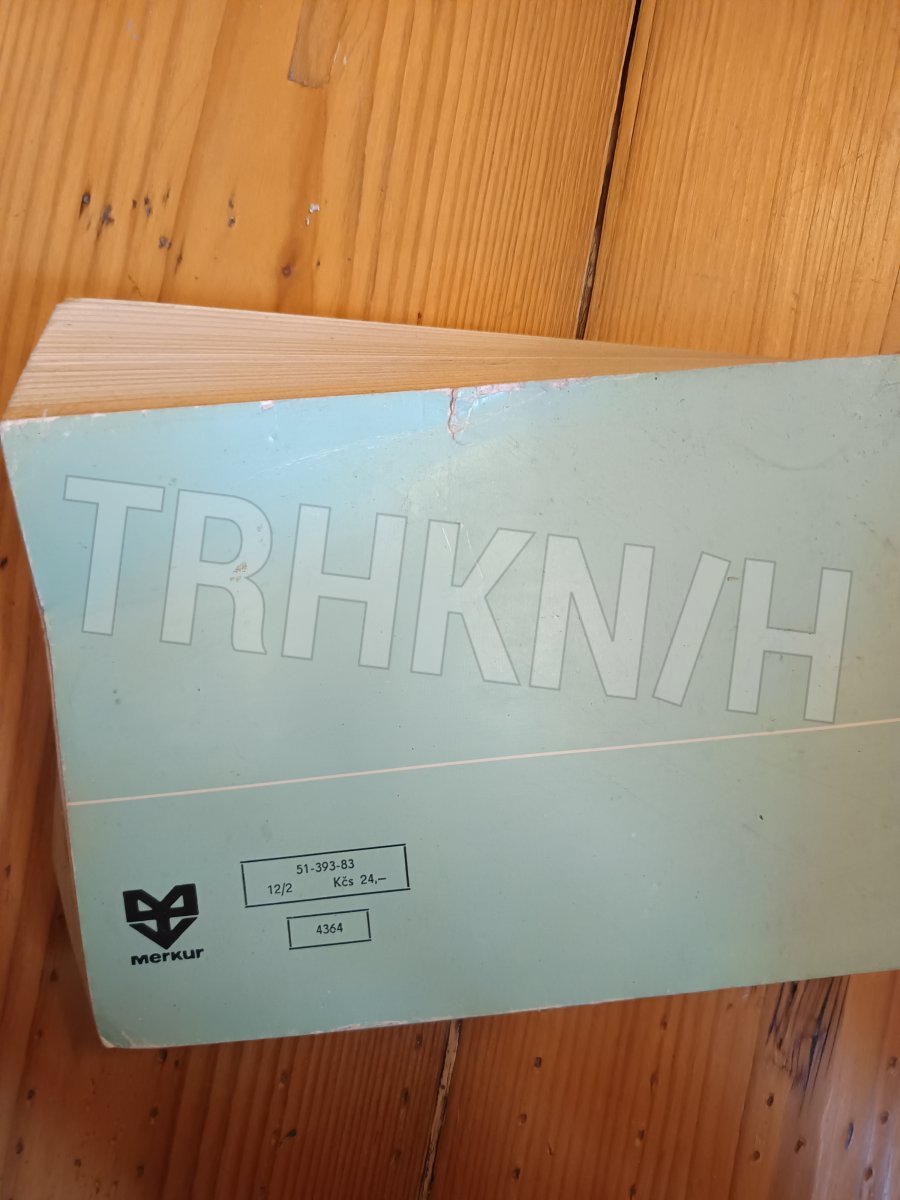 TRHKN/H
51-393-83
12/2 Kčs 24,—
4364
merkur